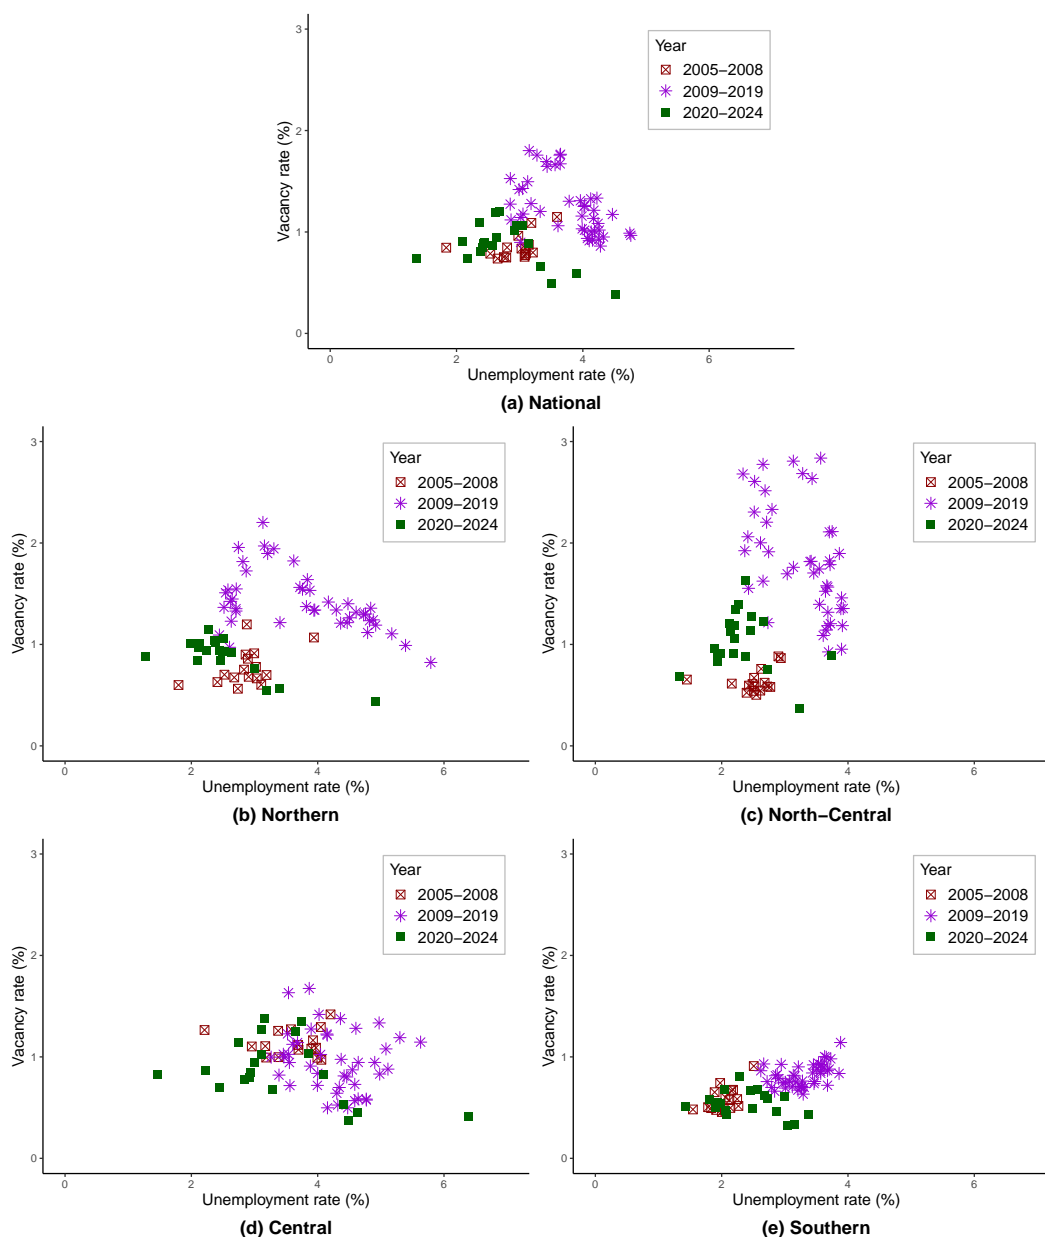 3
2
1
0
Vacancy rate (%)
Year
2005−2008
2009−2019
2020−2024
0 2 4 6
Unemployment rate (%)
(a) National
3
2
1
0
Vacancy rate (%)
Year
2005−2008
2009−2019
2020−2024
0 2 4 6
Unemployment rate (%)
(b) Northern
3
2
1
0
Vacancy rate (%)
Year
2005−2008
2009−2019
2020−2024
0 2 4 6
Unemployment rate (%)
(c) North−Central
3
2
1
0
Vacancy rate (%)
Year
2005−2008
2009−2019
2020−2024
0 2 4 6
Unemployment rate (%)
(d) Central
3
2
1
0
Vacancy rate (%)
Year
2005−2008
2009−2019
2020−2024
0 2 4 6
Unemployment rate (%)
(e) Southern